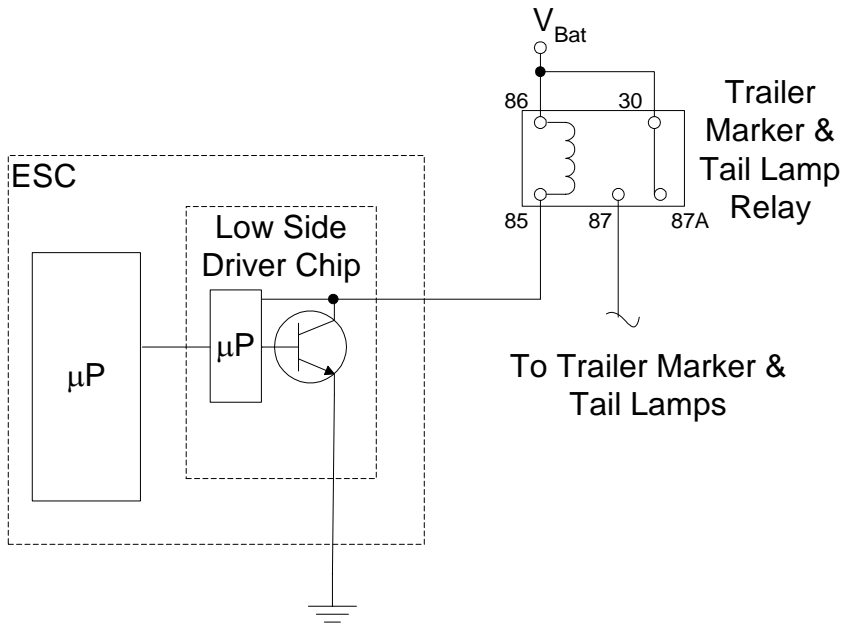 V Bat
86
30
Trailer
Marker &
Tail Lamp
Relay
85
87
87A
ESC
Low Side
Driver Chip
μP
μP
To Trailer Marker &
Tail Lamps